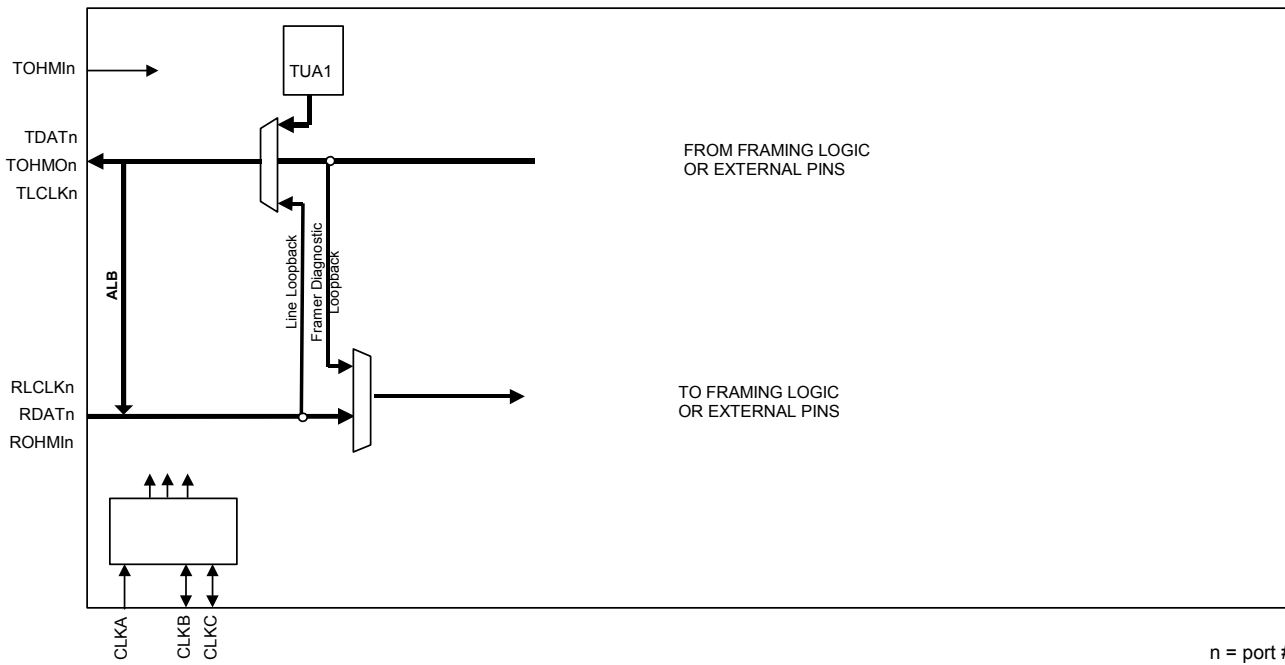 TOHMIn
TUA1
TDATn
TOHMOn
TLCLKn
FROM FRAMING LOGIC
OR EXTERNAL PINS
ALB
Line Loopback
Framer Diagnostic
Loopback
RLCLKn
RDATn
ROHMIn
TO FRAMING LOGIC
OR EXTERNAL PINS
CLKA
CLKB
CLKC
n = port #